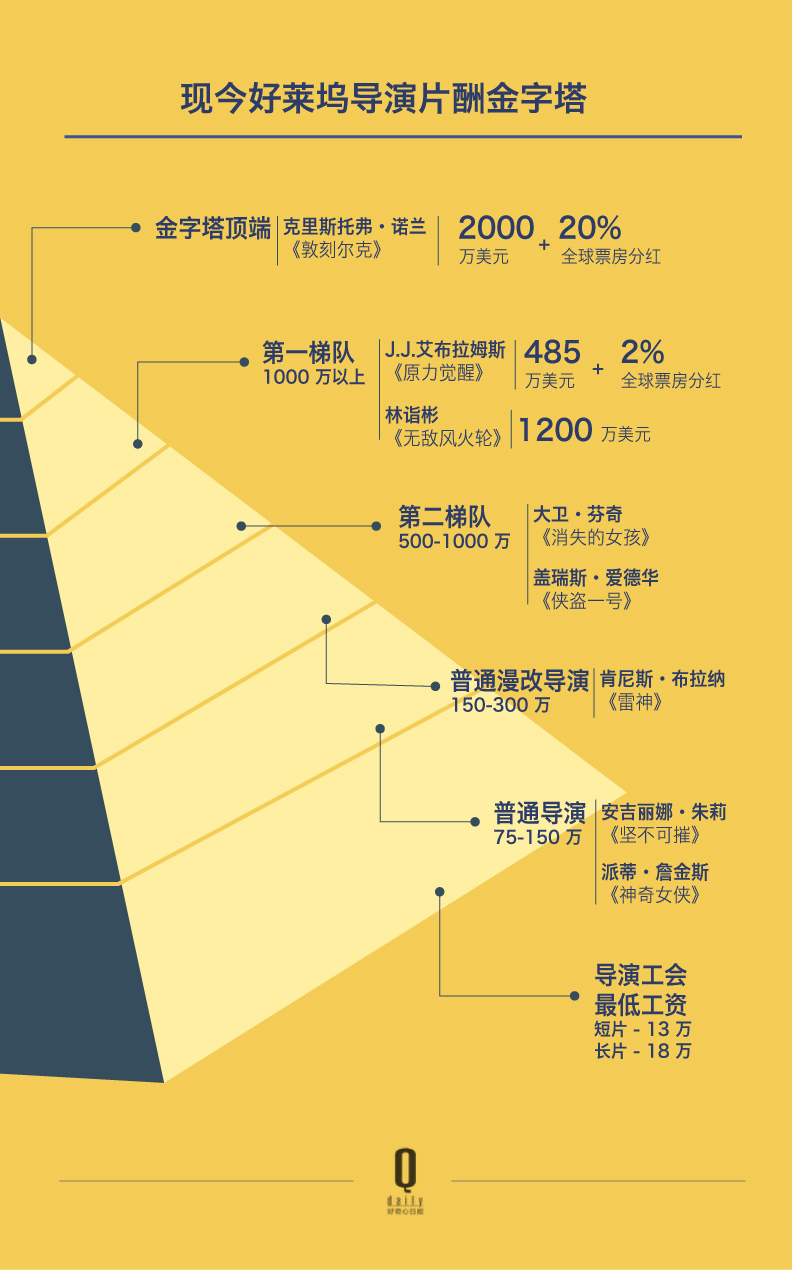 现今好莱坞导演片酬金字塔
金字塔顶端
克里斯托弗·诺兰
《敦刻尔克》
2000 + 20%
万美元 全球票房分红
第一梯队
1000 万以上
J.J.艾布拉姆斯
《原力觉醒》
485 + 2%
万美元 全球票房分红
林诣彬
《无敌风火轮》
1200 万美元
第二梯队
500-1000 万
大卫·芬奇
《消失的女孩》
盖瑞斯·爱德华
《侠盗一号》
普通漫改导演
150-300 万
肯尼斯·布拉纳
《雷神》
普通导演
75-150 万
安吉丽娜·朱莉
《坚不可摧》
派蒂·詹金斯
《神奇女侠》
导演工会
最低工资
短片 - 13 万
长片 - 18 万
Q
daily
好奇心日报